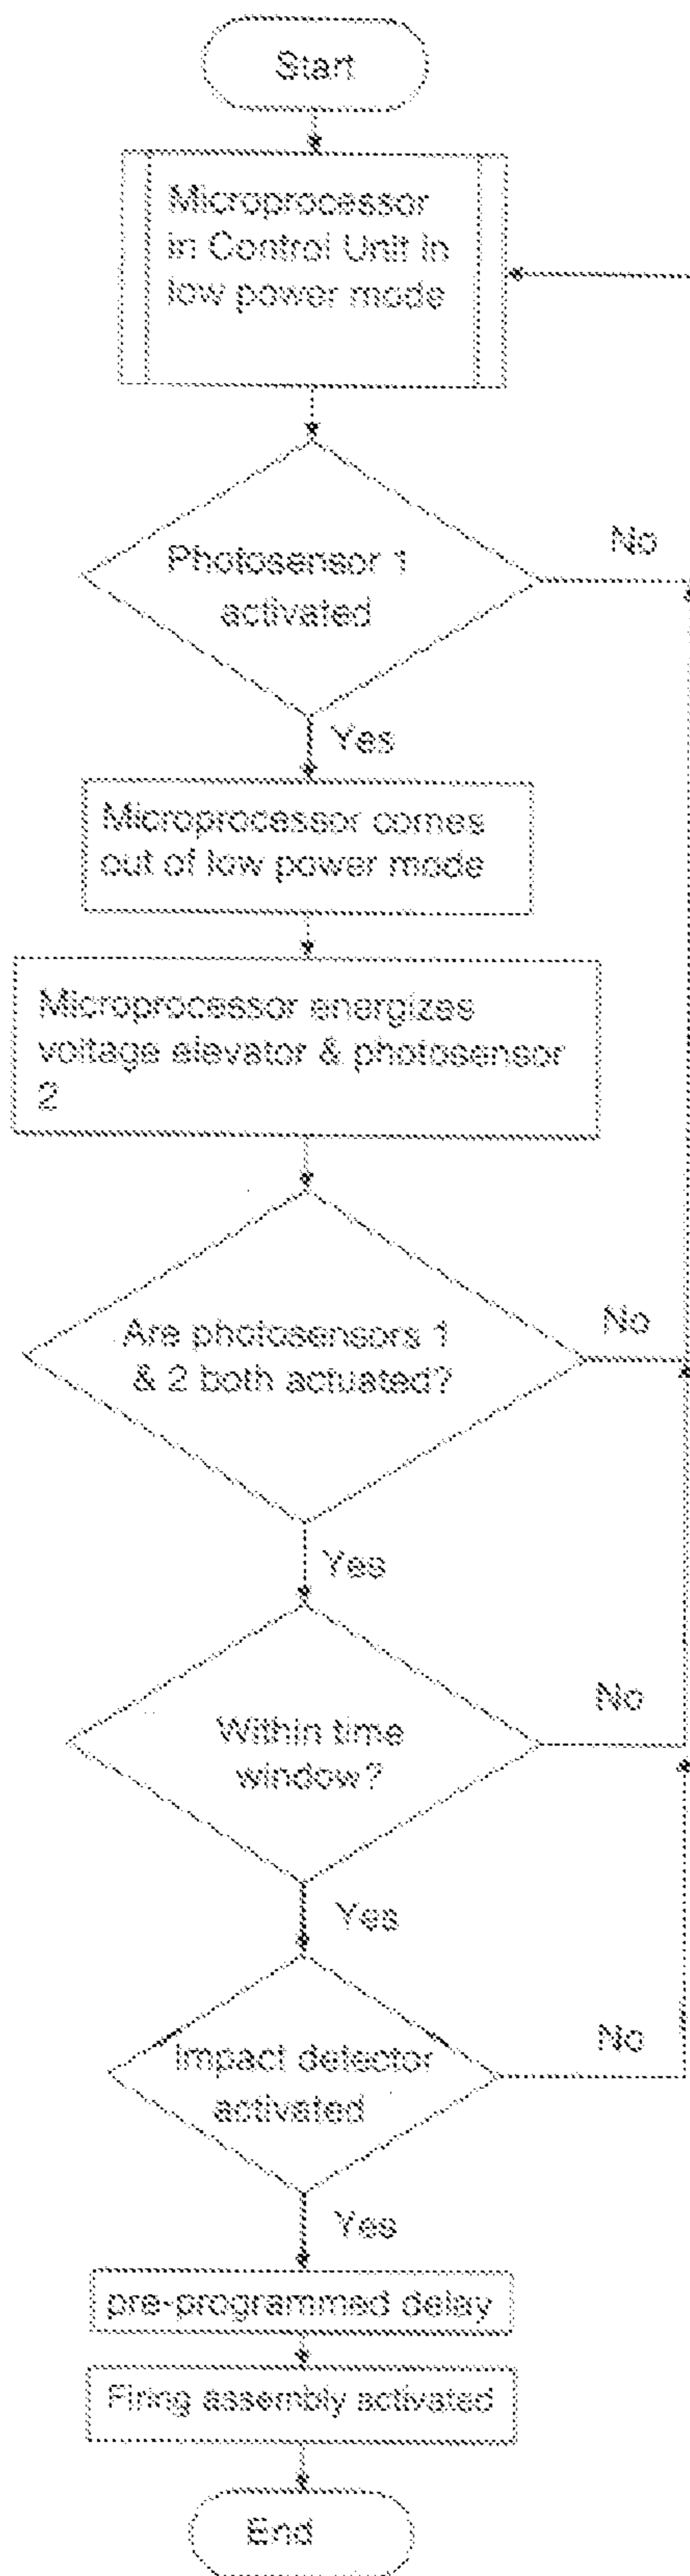 Start
Microprocessor
in Control Unit in
low power mode
Photosensor 1
activated
No
Yes
Microprocessor comes
out of low power mode
Microprocessor energizes
voltage elevator & photosensor
2
Are photosensors 1
& 2 both actuated?
No
Yes
Within time
window?
No
Yes
Impact detector
activated
No
Yes
pre-programmed delay
Firing assembly activated
End